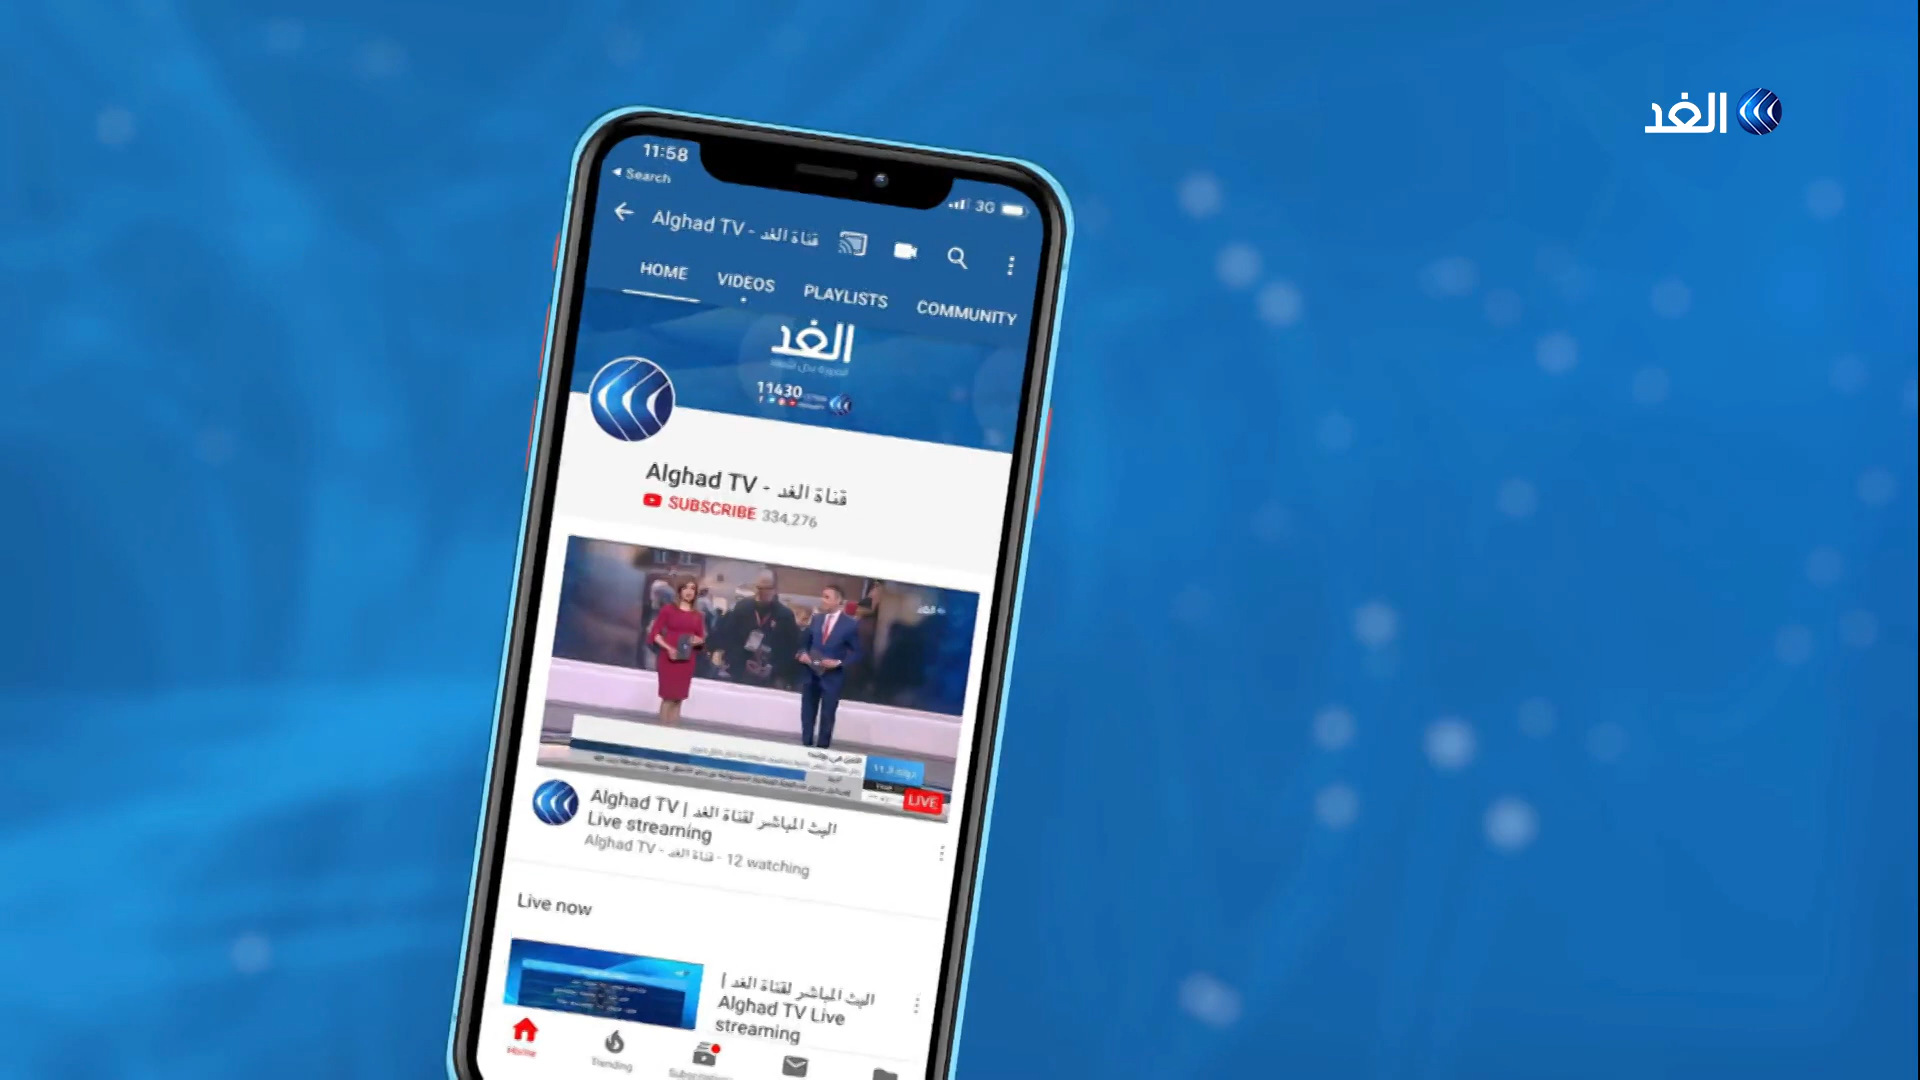 الغد
11:58
Search
3G
Alghad TV - قناة الغد
HOME
VIDEOS
PLAYLISTS
COMMUNITY
الغد
11430
Alghad TV - قناة الغد
SUBSCRIBE 334,276
الغد
LIVE
Alghad TV | البث المباشر لقناة الغد
Live streaming
Alghad TV - قناة الغد - 12 watching
Live now
البث المباشر لقناة الغد |
Alghad TV Live
streaming
Home
Trending